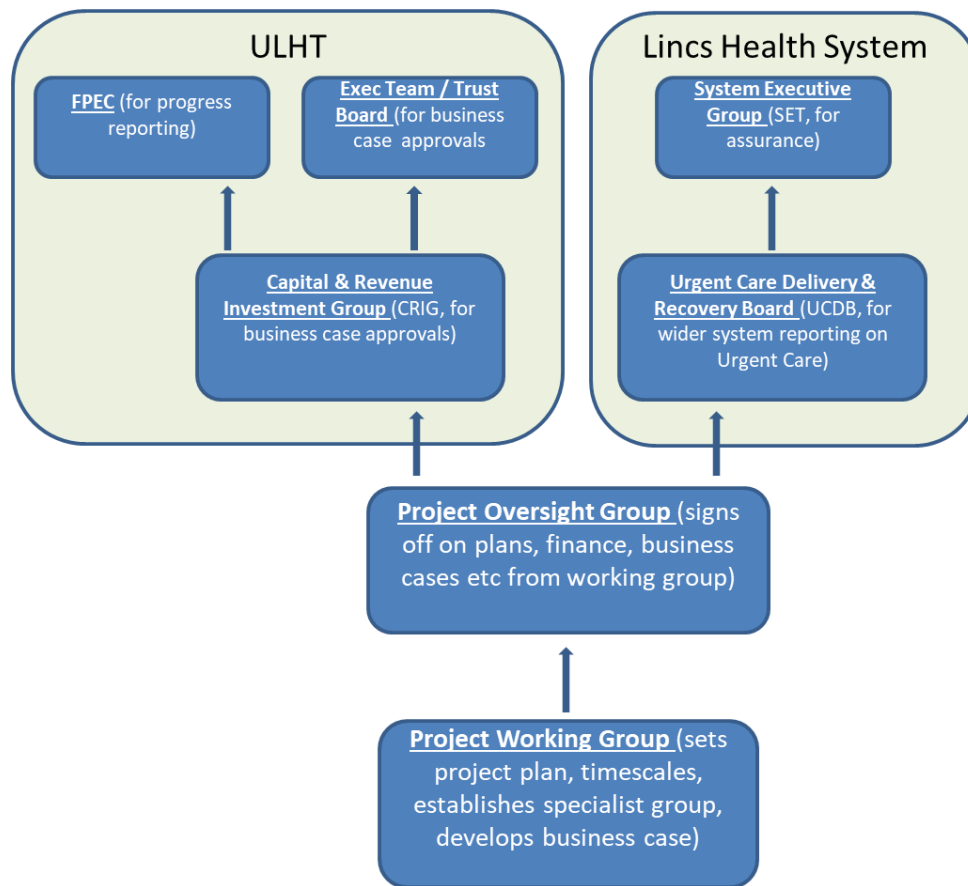 ULHT
FPEC (for progress
reporting)
Exec Team / Trust
Board (for business
case approvals
Capital & Revenue
Investment Group (CRIG, for
business case approvals)
Lincs Health System
System Executive
Group (SET, for
assurance)
Urgent Care Delivery &
Recovery Board (UCDB, for
wider system reporting on
Urgent Care)
Project Oversight Group (signs
off on plans, finance, business
cases etc from working group)
Project Working Group (sets
project plan, timescales,
establishes specialist group,
develops business case)